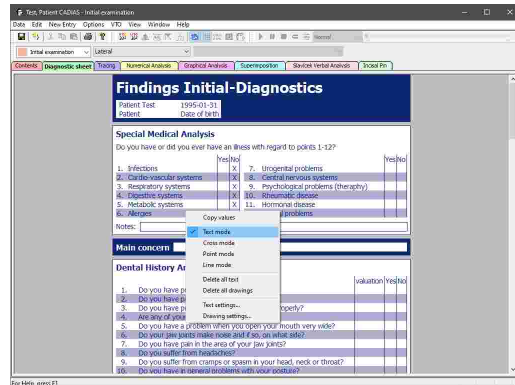 Test, Patient CADIAS - Initial examination
Data Edit New Entry Options VTO View Window Help
Normal
Initial examination Lateral
Contents Diagnostic sheet Tracing Numerical Analysis Graphical Analysis Superimposition Slavicek Verbal Analysis Incisal Pin
Findings Initial-Diagnostics
Patient Test 1995-01-31
Patient Date of birth
Special Medical Analysis
Do you have or did you ever have an illness with regard to points 1-12?
Yes No Yes No
1. Infections X 7. Urogenital problems
2. Cardio-vascular systems X 8. Central nervous systems
3. Respiratory systems X 9. Psychological problems (theraphy)
4. Digestive systems X 10. Rheumatic disease
5. Metabolic systems X 11. Hormonal disease
6. Allerges problems
Notes:
Copy values
Text mode
Cross mode
Point mode
Line mode
Delete all text
Delete all drawings
Text settings...
Drawing settings...
Main concern
Dental History An
valuation Yes No
1. Do you have pr
2. Do you have p
3. Do you have pr operly?
4. Are any of your
5. Do you have a problem when you open your mouth very wide?
6. Do your jaw joints make noise and if so, on what side?
7. Do you have pain in the area of your jaw joints?
8. Do you suffer from headaches?
9. Do you suffer from cramps or spasm in your head, neck or throat?
10. Do you have in general problems with your posture?
For Help, press F1